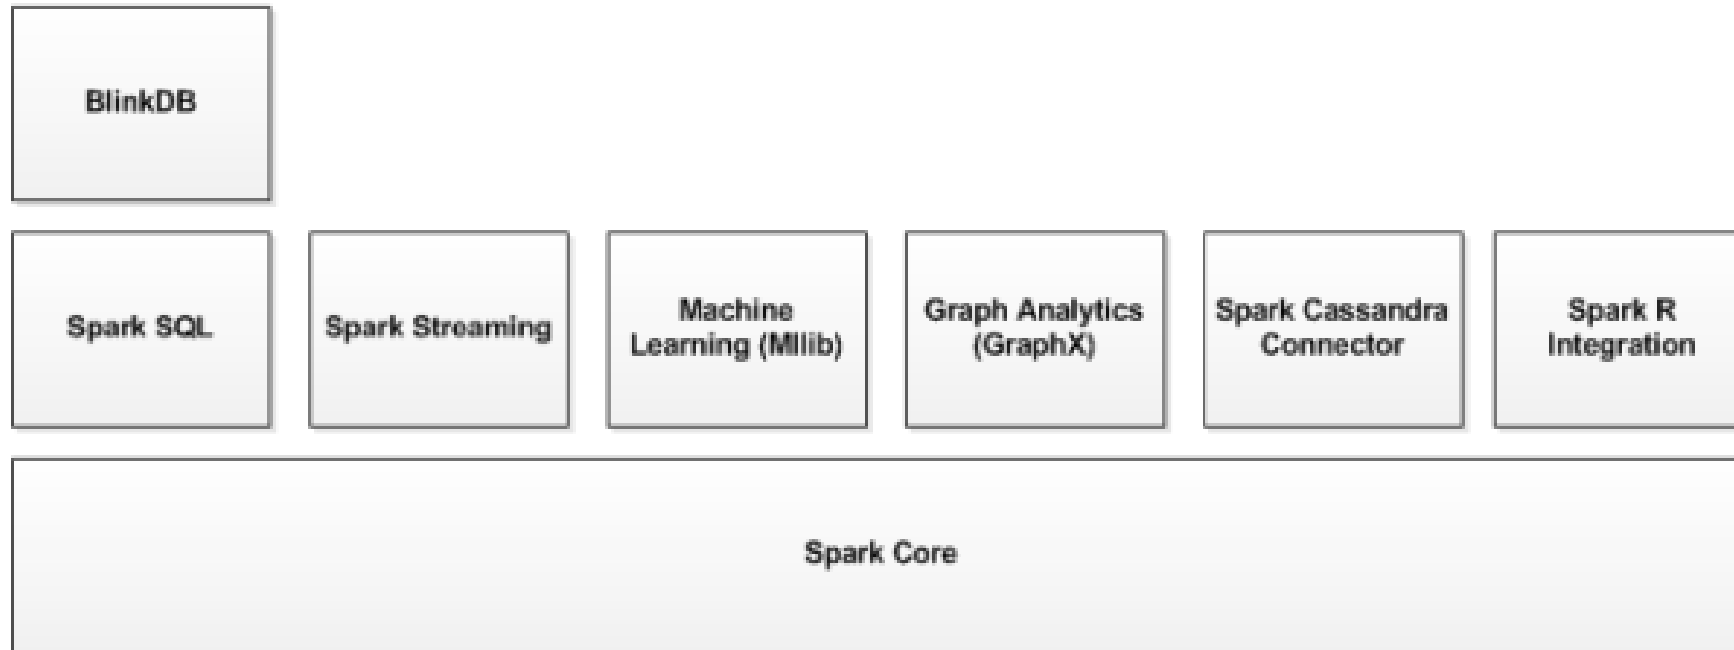 BlinkDB
Spark SQL
Spark Streaming
Machine
Learning (Mllib)
Graph Analytics
(GraphX)
Spark Cassandra
Connector
Spark R
Integration
Spark Core